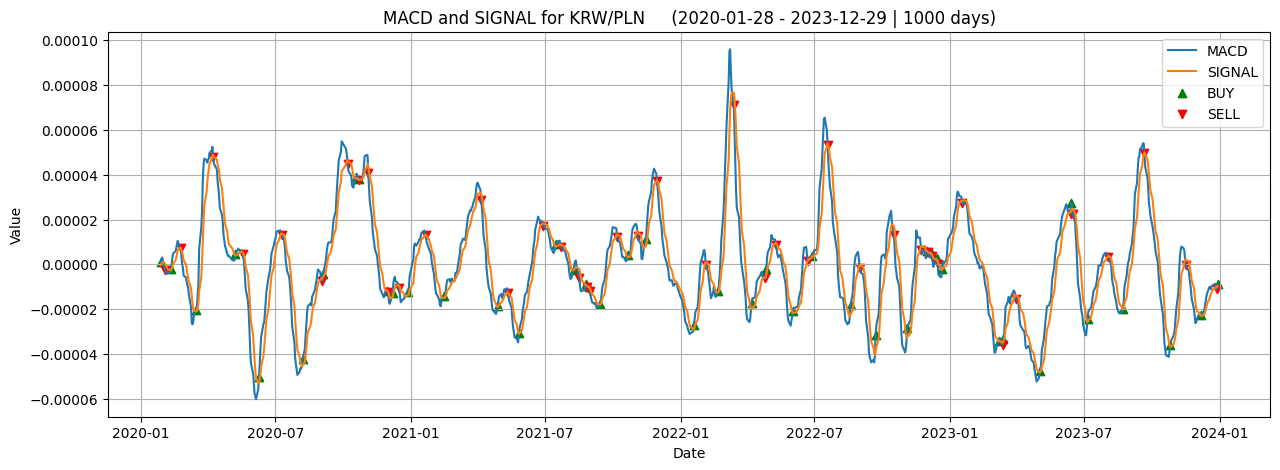 MACD and SIGNAL for KRW/PLN     (2020-01-28 - 2023-12-29 | 1000 days)
0.00010
0.00008
0.00006
0.00004
0.00002
0.00000
−0.00002
−0.00004
−0.00006
Value
MACD
SIGNAL
BUY
SELL
2020-01 2020-07 2021-01 2021-07 2022-01 2022-07 2023-01 2023-07 2024-01
Date